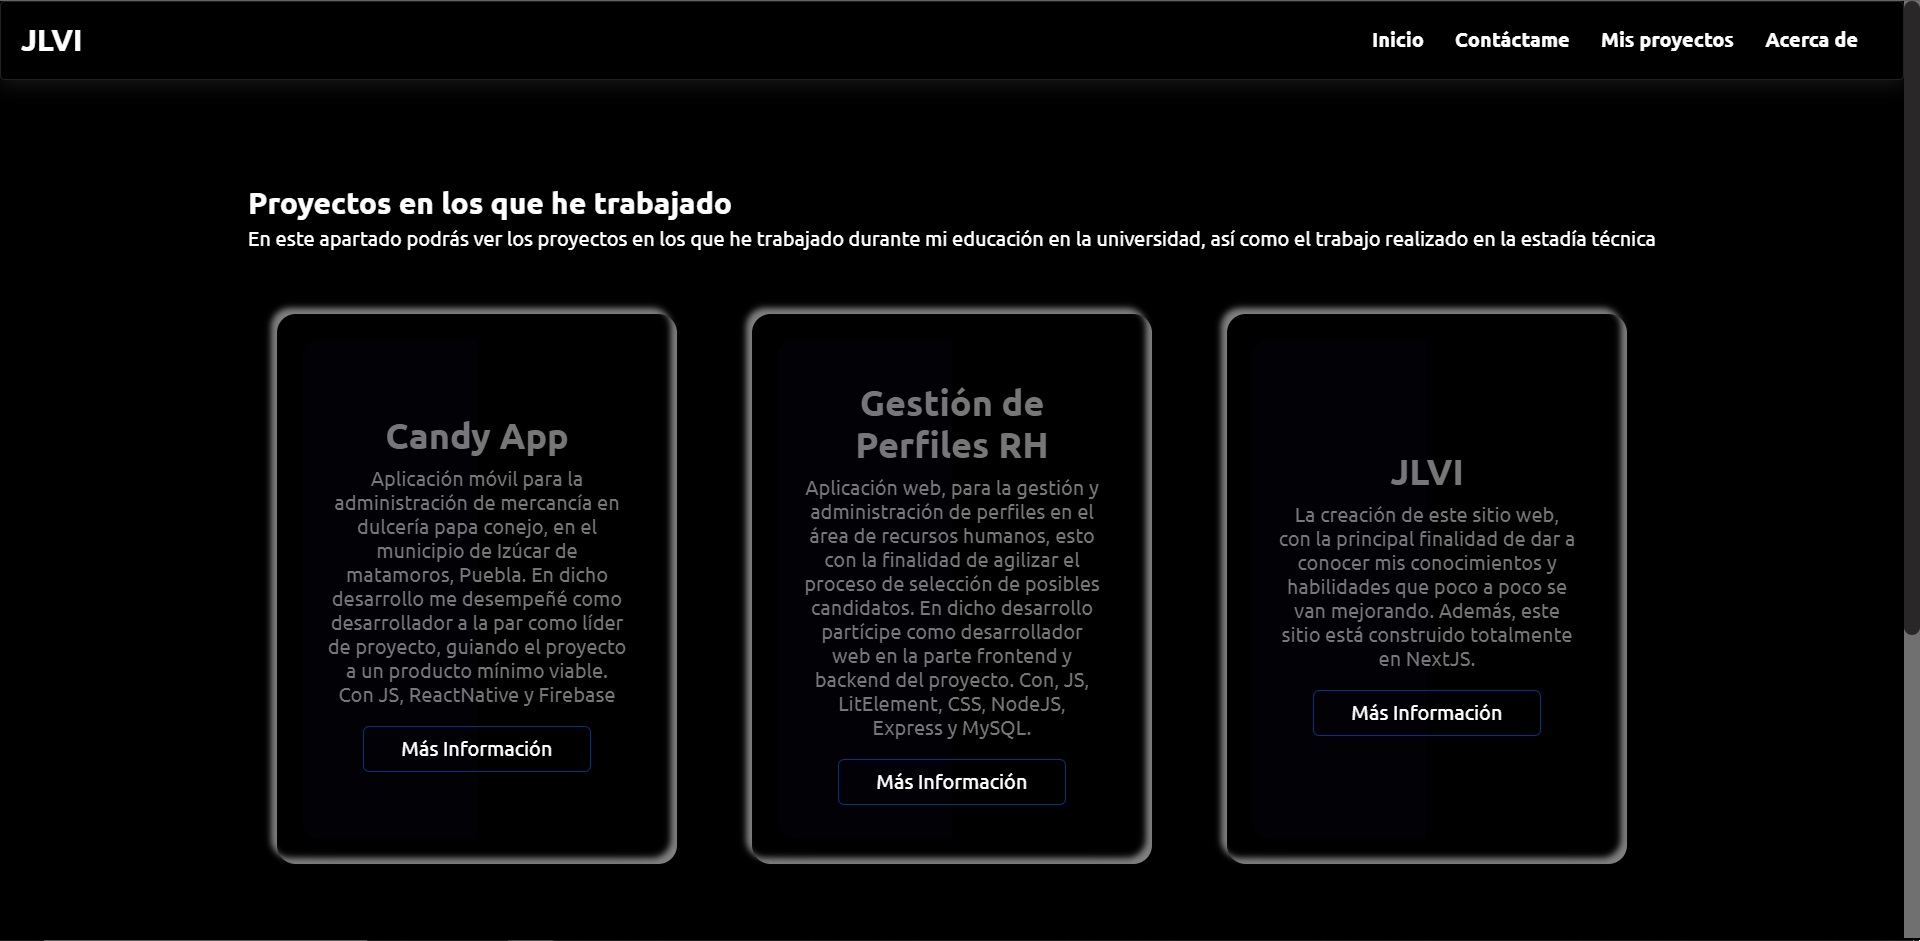 JLVI
Inicio Contáctame Mis proyectos Acerca de
Proyectos en los que he trabajado
En este apartado podrás ver los proyectos en los que he trabajado durante mi educación en la universidad, así como el trabajo realizado en la estadía técnica
Candy App
Aplicación móvil para la
administración de mercancía en
dulcería papa conejo, en el
municipio de Izúcar de
matamoros, Puebla. En dicho
desarrollo me desempeñé como
desarrollador a la par como líder
de proyecto, guiando el proyecto
a un producto mínimo viable.
Con JS, ReactNative y Firebase
Más Información
Gestión de
Perfiles RH
Aplicación web, para la gestión y
administración de perfiles en el
área de recursos humanos, esto
con la finalidad de agilizar el
proceso de selección de posibles
candidatos. En dicho desarrollo
partícipe como desarrollador
web en la parte frontend y
backend del proyecto. Con, JS,
LitElement, CSS, NodeJS,
Express y MySQL.
Más Información
JLVI
La creación de este sitio web,
con la principal finalidad de dar a
conocer mis conocimientos y
habilidades que poco a poco se
van mejorando. Además, este
sitio está construido totalmente
en NextJS.
Más Información